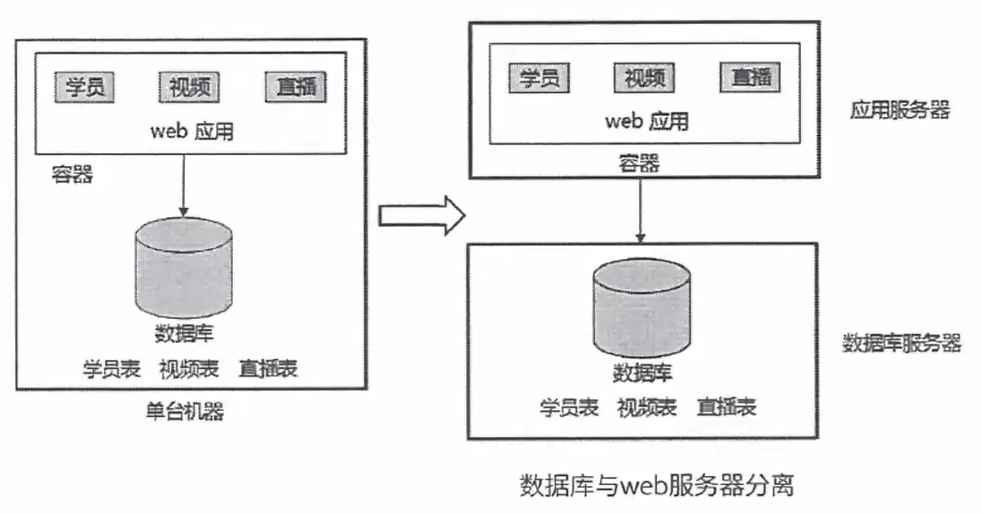 学员 视频 直播
web 应用
容器
数据库
学员表 视频表 直播表
单台机器
学员 视频 直播
web 应用
容器
应用服务器
数据库
学员表 视频表 直播表
数据库服务器
数据库与web服务器分离